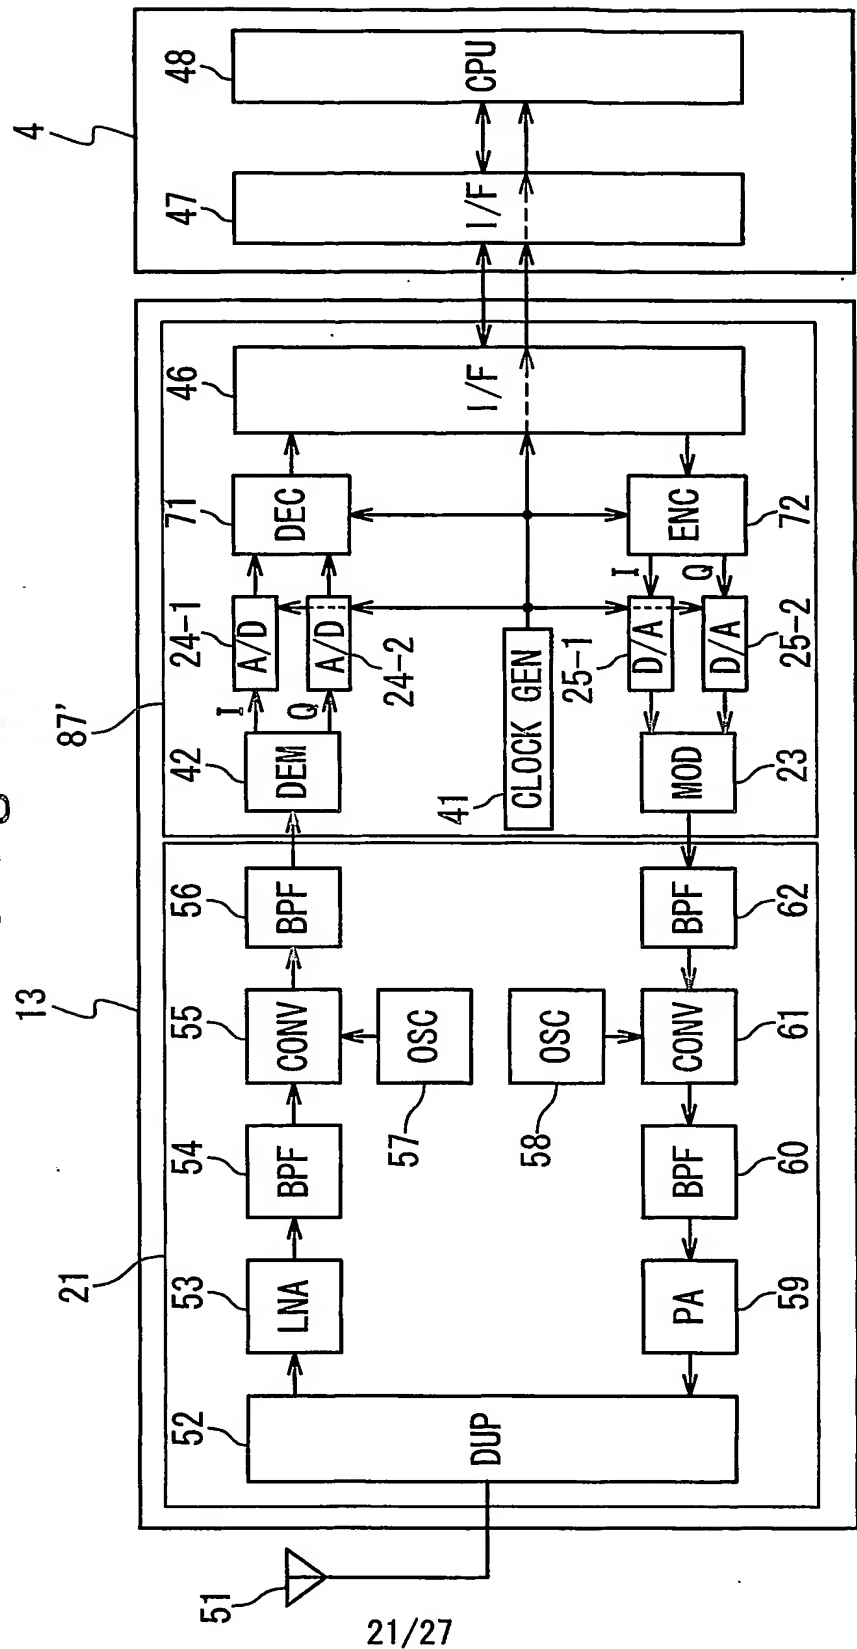 4
47
48
I/F
CPU
13
87'
21
46
I/F
71
DEC
24-1
A/D
A/D
24-2
I
Q
42
DEM
41
CLOCK GEN
72
ENC
I
Q
25-1
D/A
D/A
25-2
MOD
23
56
BPF
55
CONV
54
BPF
53
LNA
OSC
57
OSC
58
BPF
62
CONV
61
BPF
60
PA
59
52
DUP
51
21/27